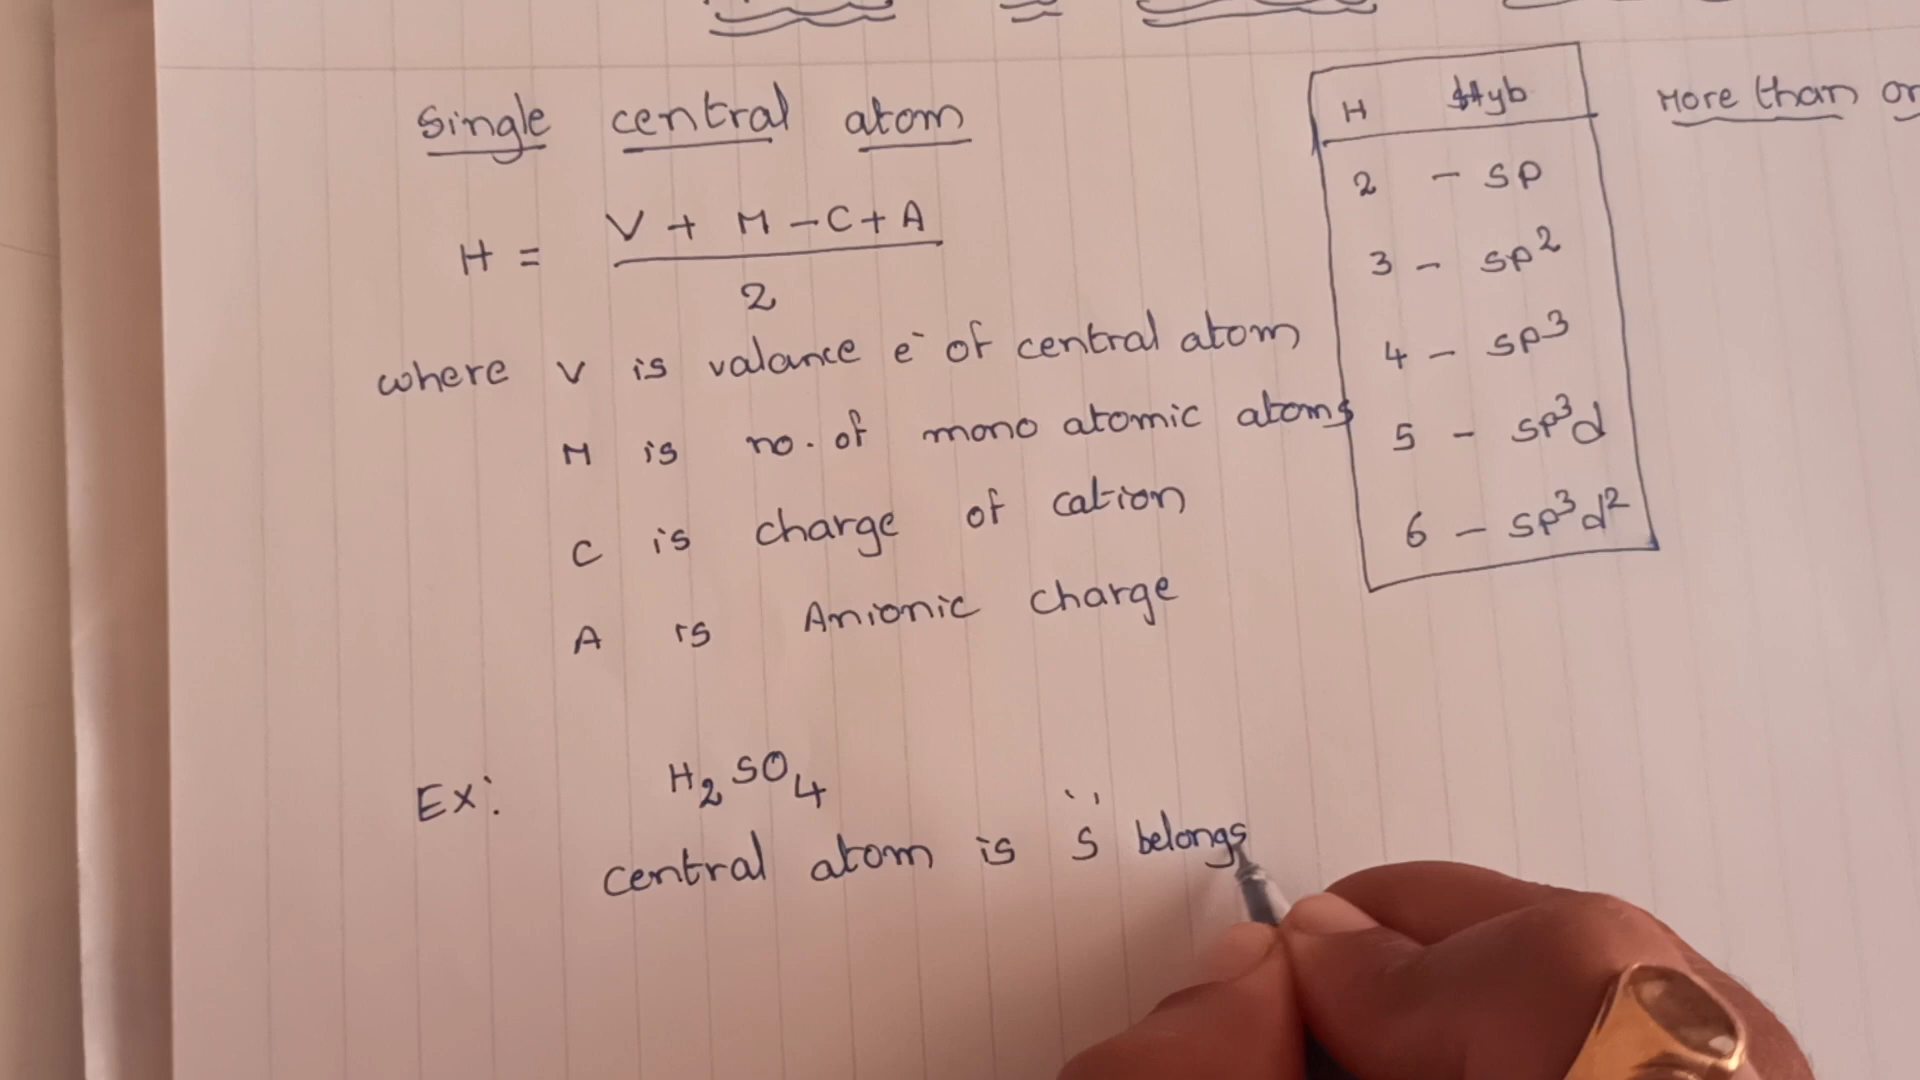 Single central atom
H = V + M - C + A
2
where V is valance e⁻ of central atom
M is no. of mono atomic atoms
C is charge of cation
A is Anionic charge
Ex: H₂SO₄
central atom is S belongs
H Hyb
2 - sp
3 - sp²
4 - sp³
5 - sp³d
6 - sp³d²
More than